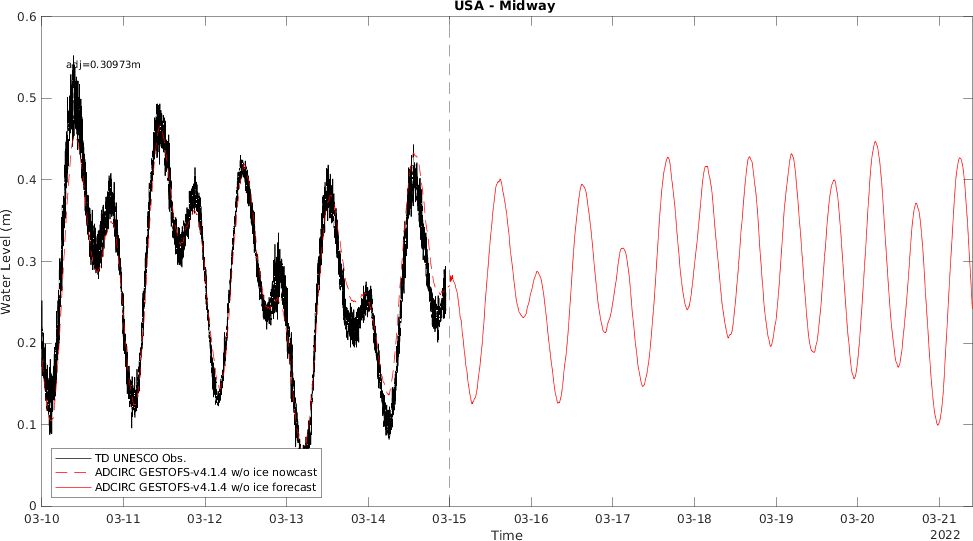 USA - Midway
0.6
adj=0.30973m
0.5
0.4
0.3
0.2
0.1
0
Water Level (m)
TD UNESCO Obs.
ADCIRC GESTOFS-v4.1.4 w/o ice nowcast
ADCIRC GESTOFS-v4.1.4 w/o ice forecast
03-10 03-11 03-12 03-13 03-14 03-15 03-16 03-17 03-18 03-19 03-20 03-21
Time
2022